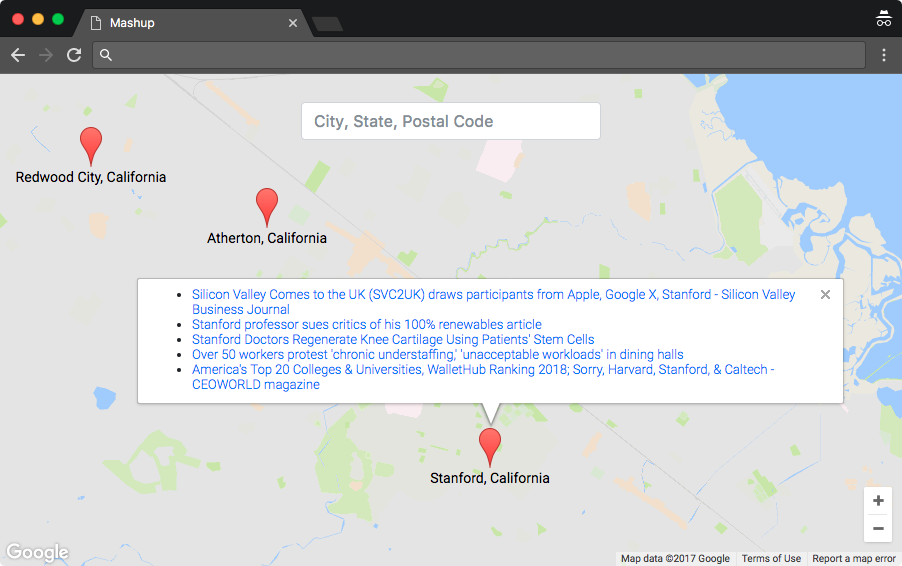 Mashup
City, State, Postal Code
Redwood City, California
Atherton, California
Silicon Valley Comes to the UK (SVC2UK) draws participants from Apple, Google X, Stanford - Silicon Valley
Business Journal
Stanford professor sues critics of his 100% renewables article
Stanford Doctors Regenerate Knee Cartilage Using Patients' Stem Cells
Over 50 workers protest 'chronic understaffing,' 'unacceptable workloads' in dining halls
America's Top 20 Colleges & Universities, WalletHub Ranking 2018; Sorry, Harvard, Stanford, & Caltech -
CEOWORLD magazine
Stanford, California
Google
Map data ©2017 Google Terms of Use Report a map error